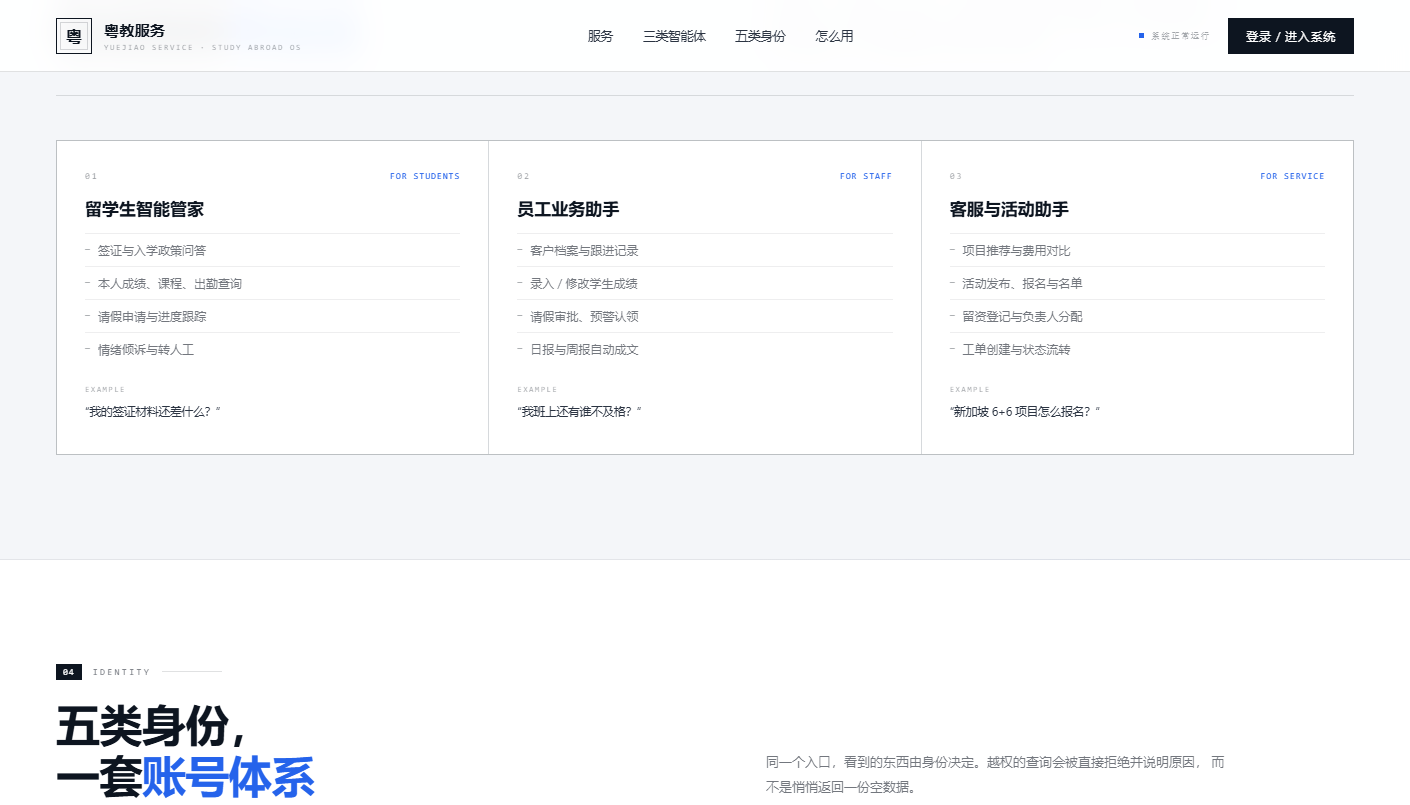 粤
粤教服务
YUEJIAO SERVICE · STUDY ABROAD OS
服务
三类智能体
五类身份
怎么用
系统正常运行
登录 / 进入系统
01
FOR STUDENTS
留学生智能管家
– 签证与入学政策问答
– 本人成绩、课程、出勤查询
– 请假申请与进度跟踪
– 情绪倾诉与转人工
EXAMPLE
“我的签证材料还差什么？”
02
FOR STAFF
员工业务助手
– 客户档案与跟进记录
– 录入 / 修改学生成绩
– 请假审批、预警认领
– 日报与周报自动成文
EXAMPLE
“我班上还有谁不及格？”
03
FOR SERVICE
客服与活动助手
– 项目推荐与费用对比
– 活动发布、报名与名单
– 留资登记与负责人分配
– 工单创建与状态流转
EXAMPLE
“新加坡 6+6 项目怎么报名？”
04
IDENTITY
五类身份，
一套账号体系
同一个入口，看到的东西由身份决定。越权的查询会被直接拒绝并说明原因， 而
不是悄悄返回一份空数据。